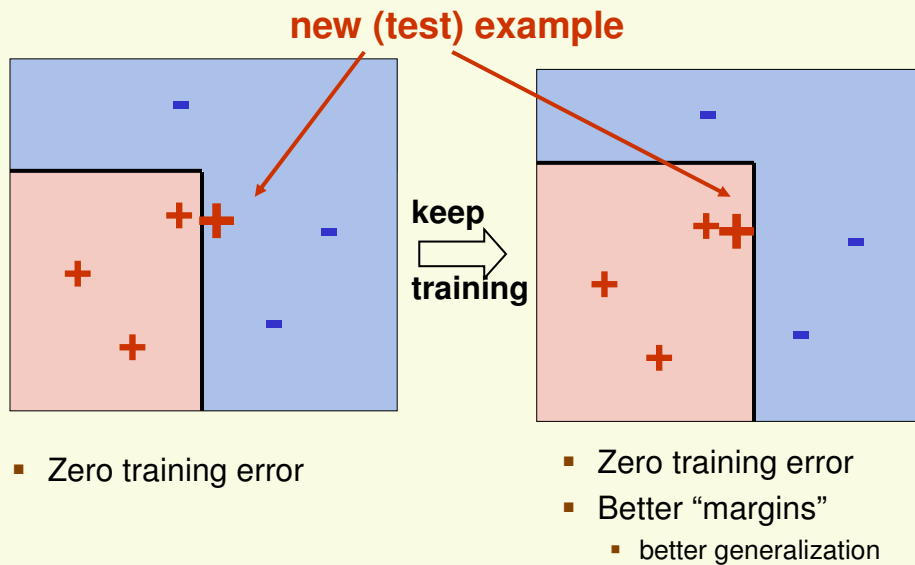 new (test) example
keep
training
▪ Zero training error
▪ Zero training error
▪ Better “margins”
▪ better generalization